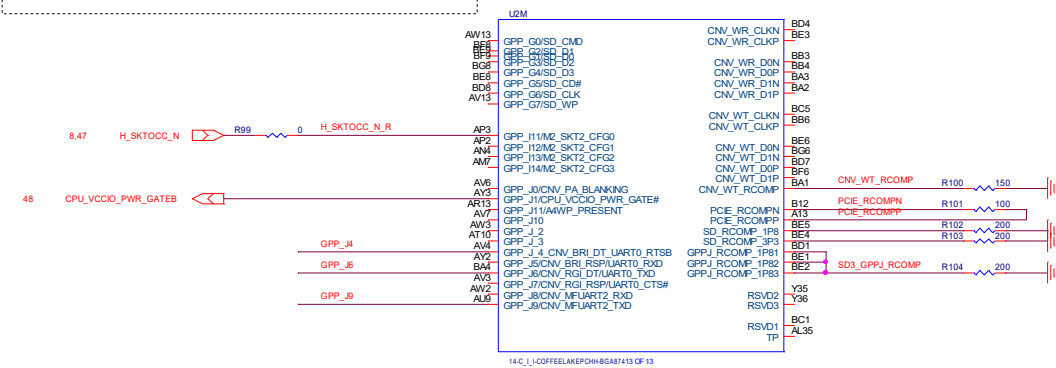 U2M
AW13 GPP_G0/SD_CMD
BE8 GPP_G2/SD_D1
BF9 GPP_G1/SD_D0
GPP_G3/SD_D2
BG8 GPP_G4/SD_D3
BE8 GPP_G5/SD_CD#
BD8 GPP_G6/SD_CLK
AV13 GPP_G7/SD_WP
8,47 H_SKTOCC_N R99 0 H_SKTOCC_N_R AP3 GPP_I11/M2_SKT2_CFG0
AP2 GPP_I12/M2_SKT2_CFG1
AN4 GPP_I13/M2_SKT2_CFG2
AM7 GPP_I14/M2_SKT2_CFG3
AV6 GPP_J0/CNV_PA_BLANKING
48 CPU_VCCIO_PWR_GATEB AY3 GPP_J1/CPU_VCCIO_PWR_GATE#
AR13 GPP_J11/A4WP_PRESENT
AV7 GPP_J10
AW3 GPP_J_2
AT10 GPP_J_3
GPP_J4 AV4 GPP_J_4_CNV_BRI_DT_UART0_RTSB
AY2 GPP_J5/CNV_BRI_RSP/UART0_RXD
GPP_J6 BA4 GPP_J6/CNV_RGI_DT/UART0_TXD
AV3 GPP_J7/CNV_RGI_RSP/UART0_CTS#
AW2 GPP_J8/CNV_MFUART2_RXD
GPP_J9 AU9 GPP_J9/CNV_MFUART2_TXD
CNV_WR_CLKN BD4
CNV_WR_CLKP BE3
CNV_WR_D0N BB3
CNV_WR_D0P BB4
CNV_WR_D1N BA3
CNV_WR_D1P BA2
CNV_WT_CLKN BC5
CNV_WT_CLKP BB6
CNV_WT_D0N BE6
CNV_WT_D1N BG6
CNV_WT_D0P BD7
CNV_WT_D1P BF6
CNV_WT_RCOMP BA1 CNV_WT_RCOMP R100 150
PCIE_RCOMPN B12 PCIE_RCOMPN R101 100
PCIE_RCOMPP A13 PCIE_RCOMPP
SD_RCOMP_1P8 BE5 R102 200
SD_RCOMP_3P3 BE4 R103 200
GPPJ_RCOMP_1P81 BD1
GPPJ_RCOMP_1P82 BE1
GPPJ_RCOMP_1P83 BE2 SD3_GPPJ_RCOMP R104 200
RSVD2 Y35
RSVD3 Y36
RSVD1 BC1
TP AL35
14-C_I_I-COFFEELAKEPCHH-BGA87413 OF 13